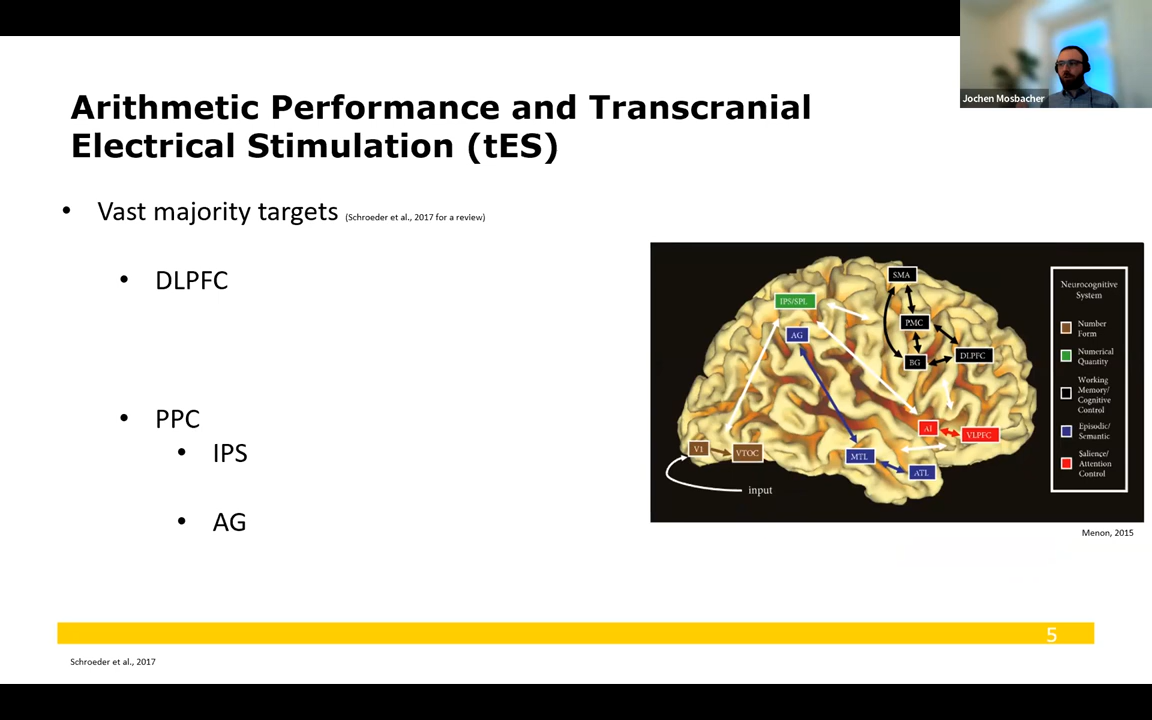 Jochen Mosbacher
Arithmetic Performance and Transcranial
Electrical Stimulation (tES)
• Vast majority targets (Schroeder et al., 2017 for a review)
• DLPFC
• PPC
• IPS
• AG
SMA
IPS/SPL
PMC
AG
BG
DLPFC
AI
VLPFC
V1
VTOC
MTL
ATL
input
Neurocognitive
System
Number
Form
Numerical
Quantity
Working
Memory/
Cognitive
Control
Episodic/
Semantic
Salience/
Attention
Control
Menon, 2015
5
Schroeder et al., 2017